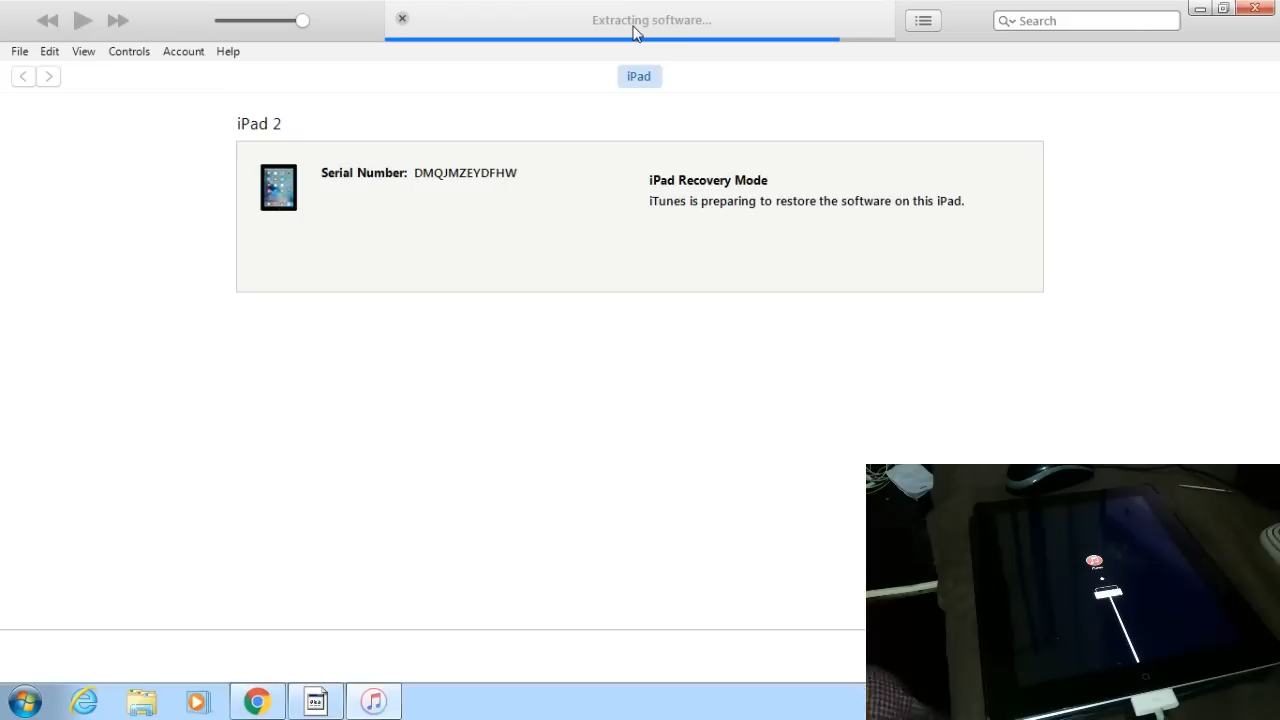 Extracting software...
Search
File Edit View Controls Account Help
iPad
iPad 2
Serial Number: DMQJMZEYDFHW
iPad Recovery Mode
iTunes is preparing to restore the software on this iPad.